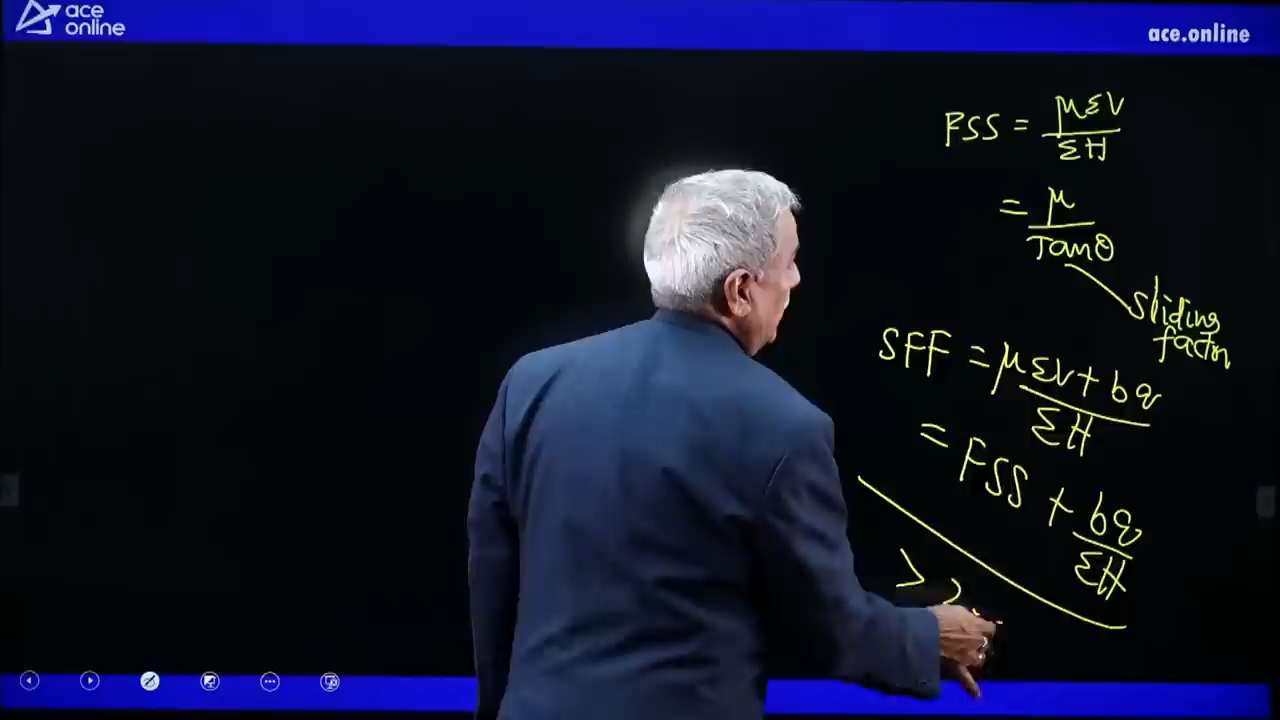 ace
online
ace.online
FSS = μΣV/ΣH
= μ/Tanθ
sliding
factor
SFF = μΣV + bq/ΣH
= FSS + bq/ΣH
>